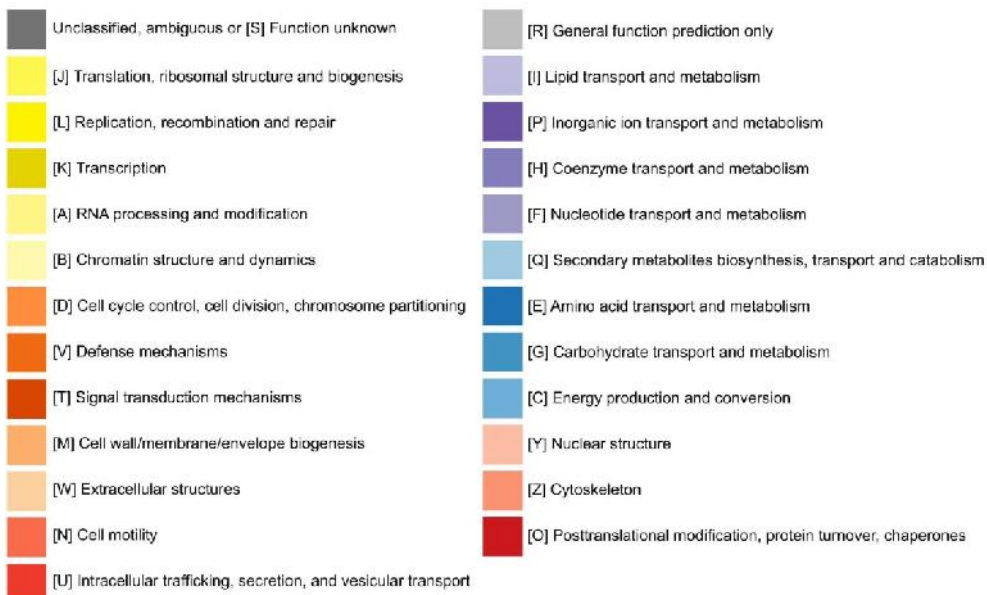 Unclassified, ambiguous or [S] Function unknown
[J] Translation, ribosomal structure and biogenesis
[L] Replication, recombination and repair
[K] Transcription
[A] RNA processing and modification
[B] Chromatin structure and dynamics
[D] Cell cycle control, cell division, chromosome partitioning
[V] Defense mechanisms
[T] Signal transduction mechanisms
[M] Cell wall/membrane/envelope biogenesis
[W] Extracellular structures
[N] Cell motility
[U] Intracellular trafficking, secretion, and vesicular transport
[R] General function prediction only
[I] Lipid transport and metabolism
[P] Inorganic ion transport and metabolism
[H] Coenzyme transport and metabolism
[F] Nucleotide transport and metabolism
[Q] Secondary metabolites biosynthesis, transport and catabolism
[E] Amino acid transport and metabolism
[G] Carbohydrate transport and metabolism
[C] Energy production and conversion
[Y] Nuclear structure
[Z] Cytoskeleton
[O] Posttranslational modification, protein turnover, chaperones